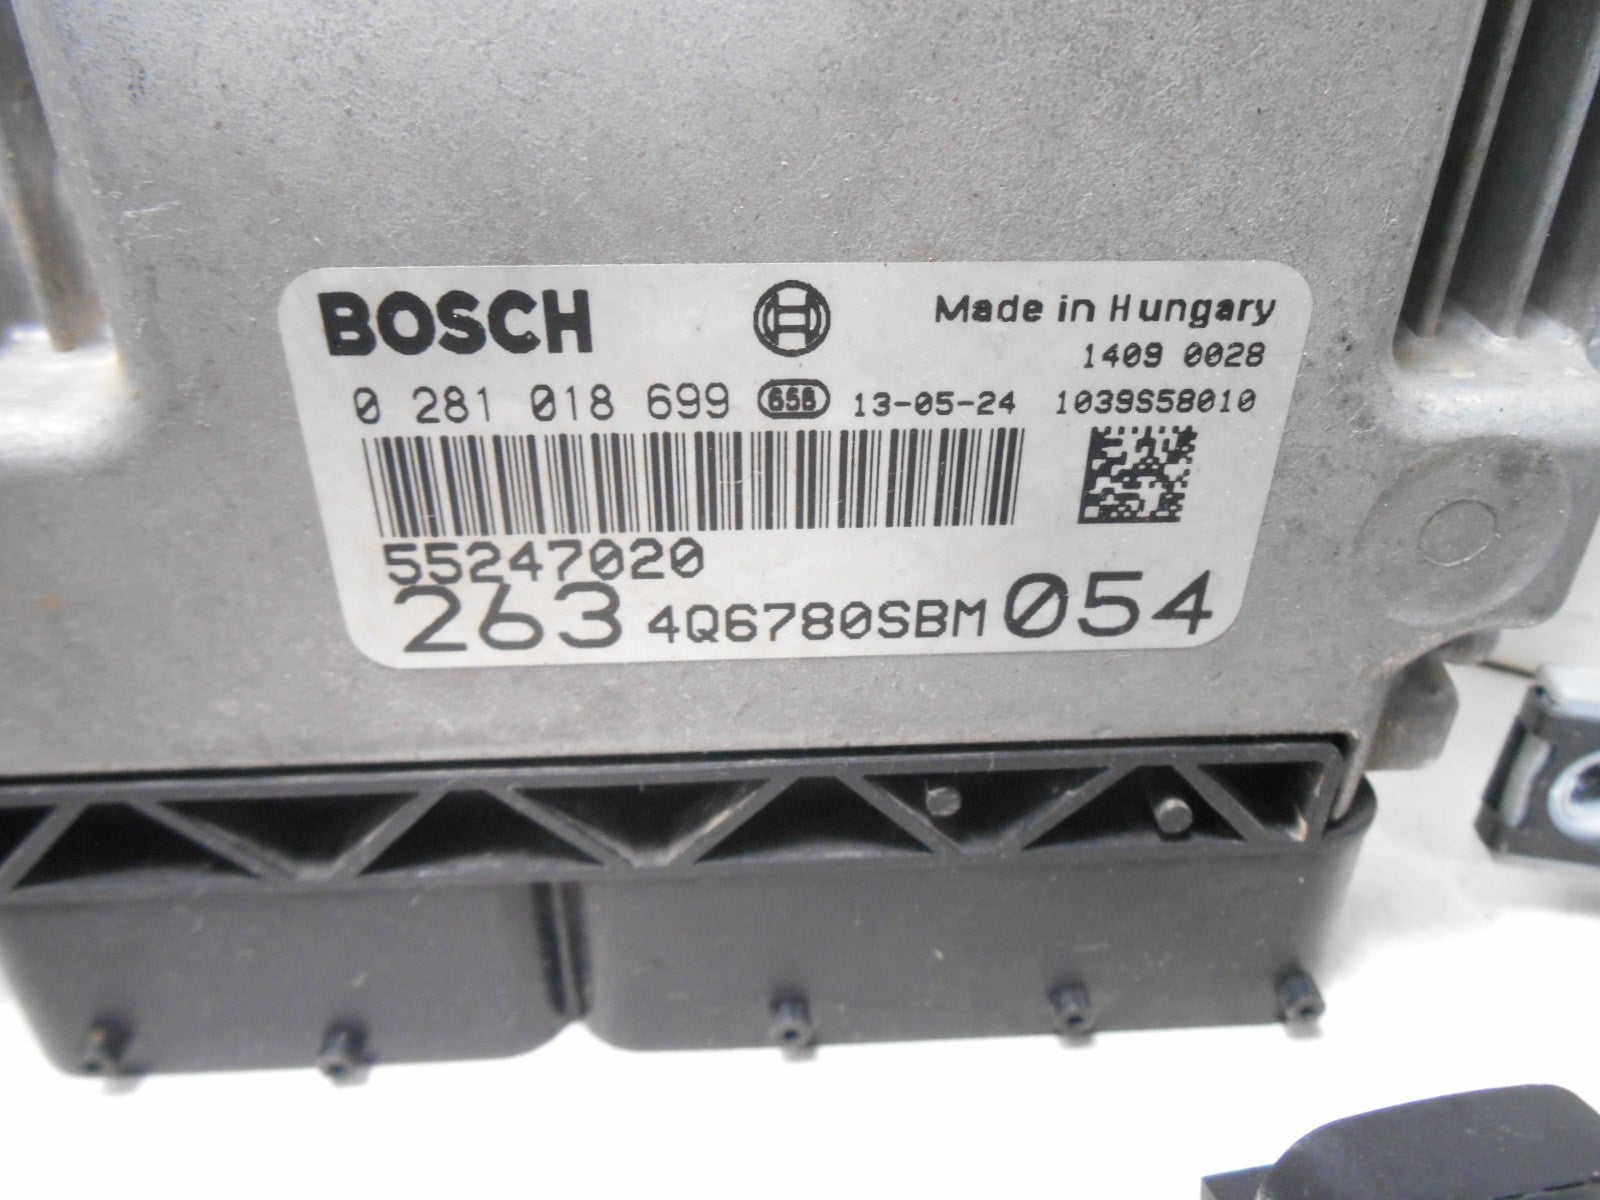 BOSCH
Made in Hungary
1409 0028
0 281 018 699 658 13-05-24 1039S58010
55247020
263 4Q6780SBM 054